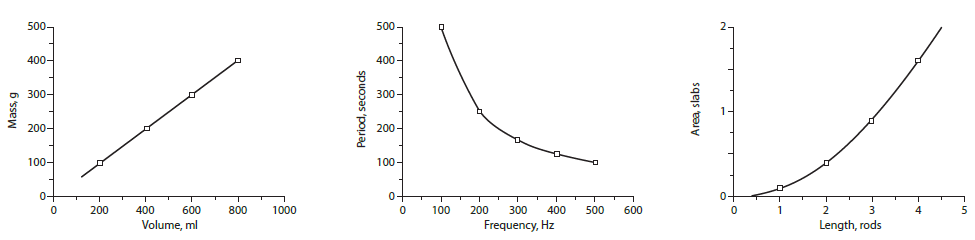 500
400
300
200
100
0
0 200 400 600 800 1000
Mass, g
Volume, ml
500
400
300
200
100
0
0 100 200 300 400 500 600
Period, seconds
Frequency, Hz
2
1
0
0 1 2 3 4 5
Area, slabs
Length, rods